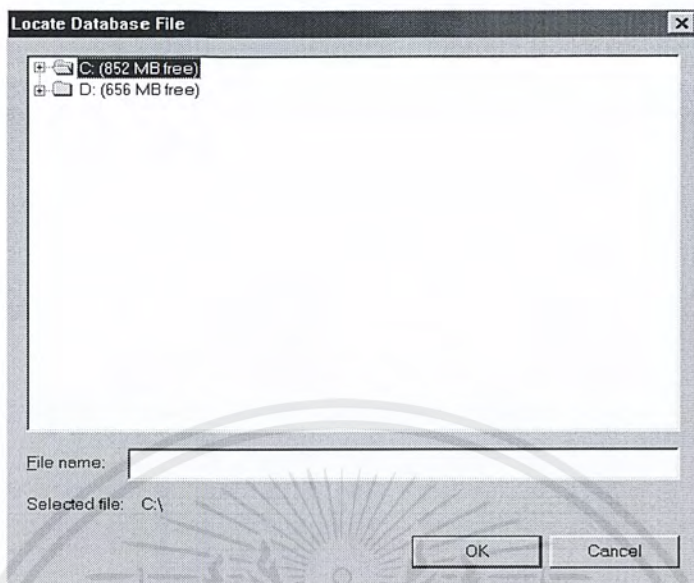 Locate Database File
C: (852 MB free)
D: (656 MB free)
File name:
Selected file: C:\
OK Cancel